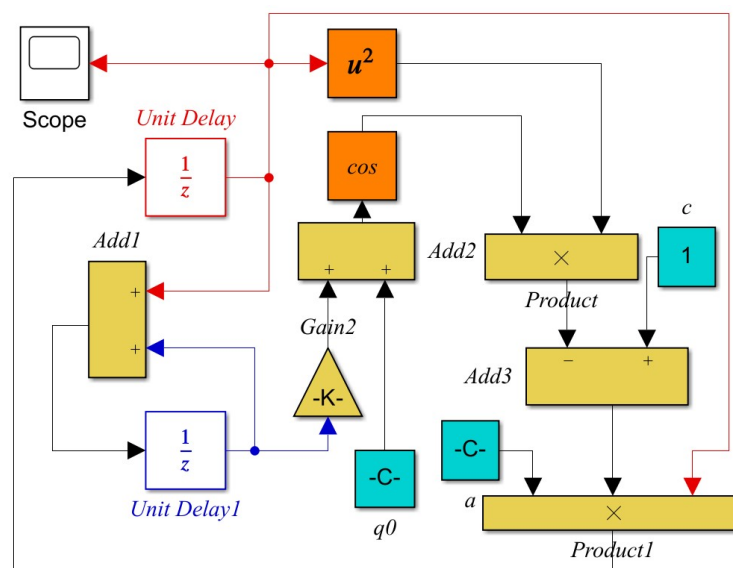 u²
Scope
Unit Delay
1
z
cos
c
1
Add1
+
+
Add2
+ +
×
Product
Gain2
-K-
Add3
− +
1
z
Unit Delay1
-C-
q0
-C-
a
×
Product1